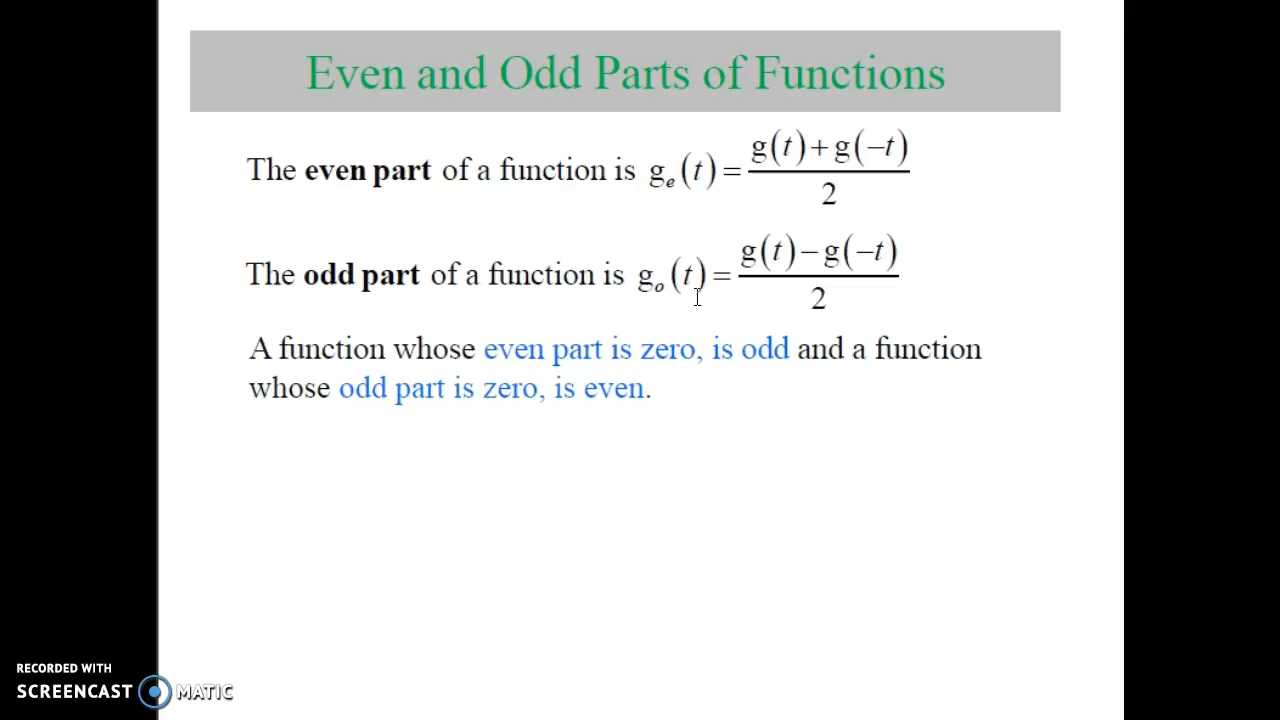 Even and Odd Parts of Functions
The even part of a function is gₑ(t) = (g(t) + g(−t)) / 2
The odd part of a function is gₒ(t) = (g(t) − g(−t)) / 2
A function whose even part is zero, is odd and a function
whose odd part is zero, is even.
RECORDED WITH
SCREENCAST MATIC